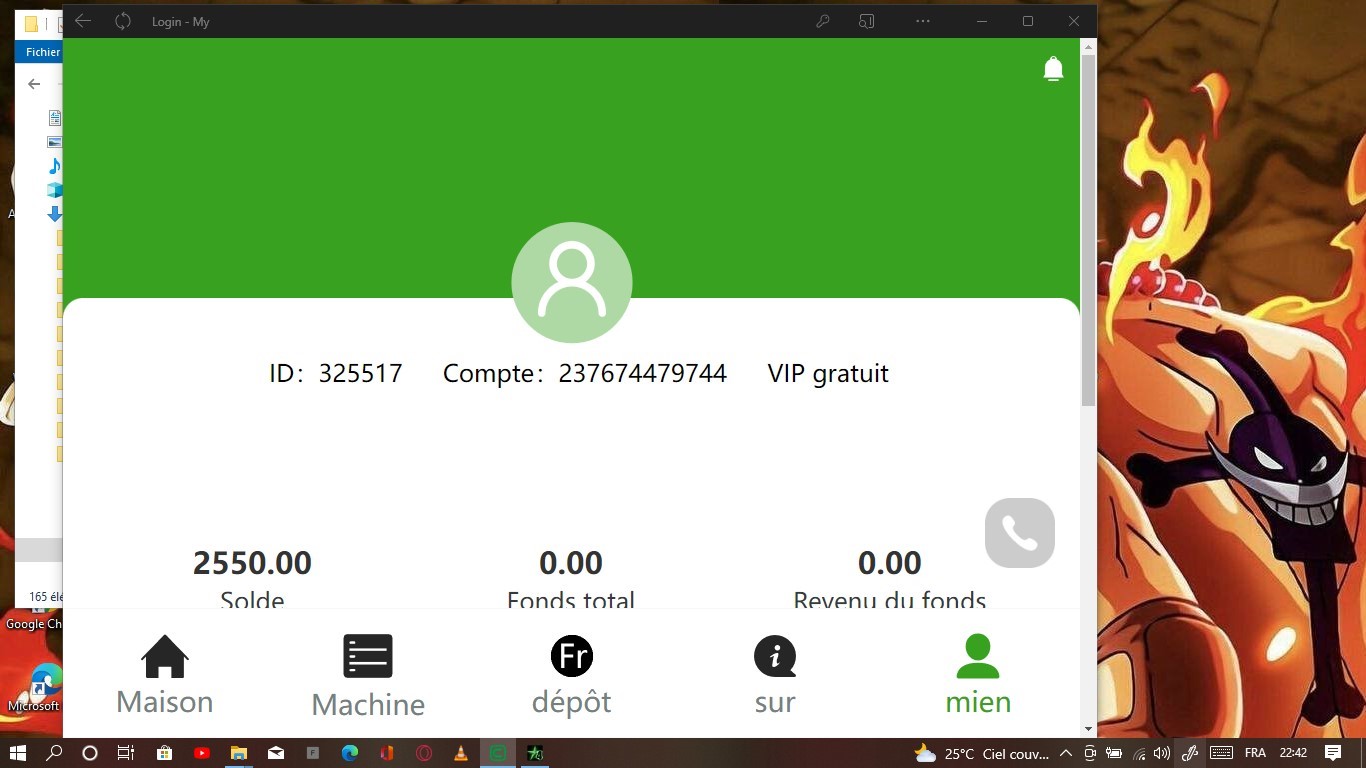 Login - My
Fichier
ID： 325517 Compte： 237674479744 VIP gratuit
2550.00 0.00 0.00
Solde Fonds total Revenu du fonds
165 élé
Google Ch
Fr
Maison Machine dépôt sur mien
Microsoft
25°C Ciel couv... FRA 22:42